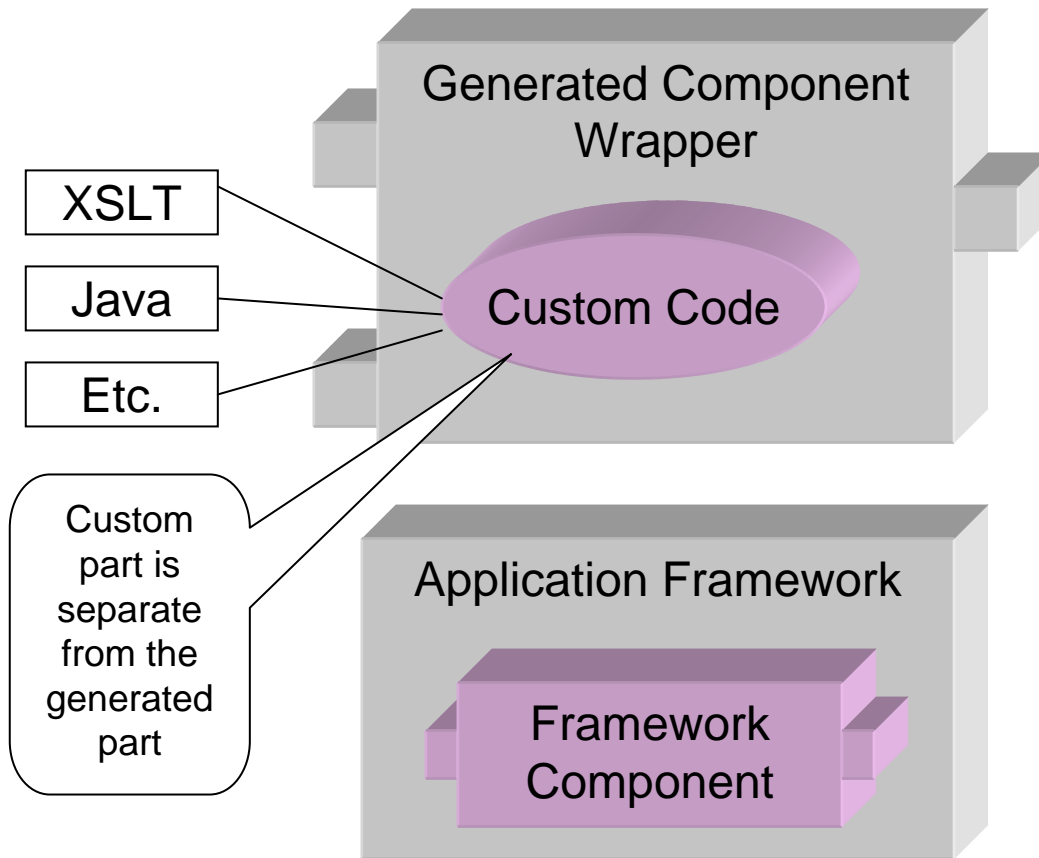 Generated Component
Wrapper
XSLT
Java
Etc.
Custom Code
Custom
part is
separate
from the
generated
part
Application Framework
Framework
Component